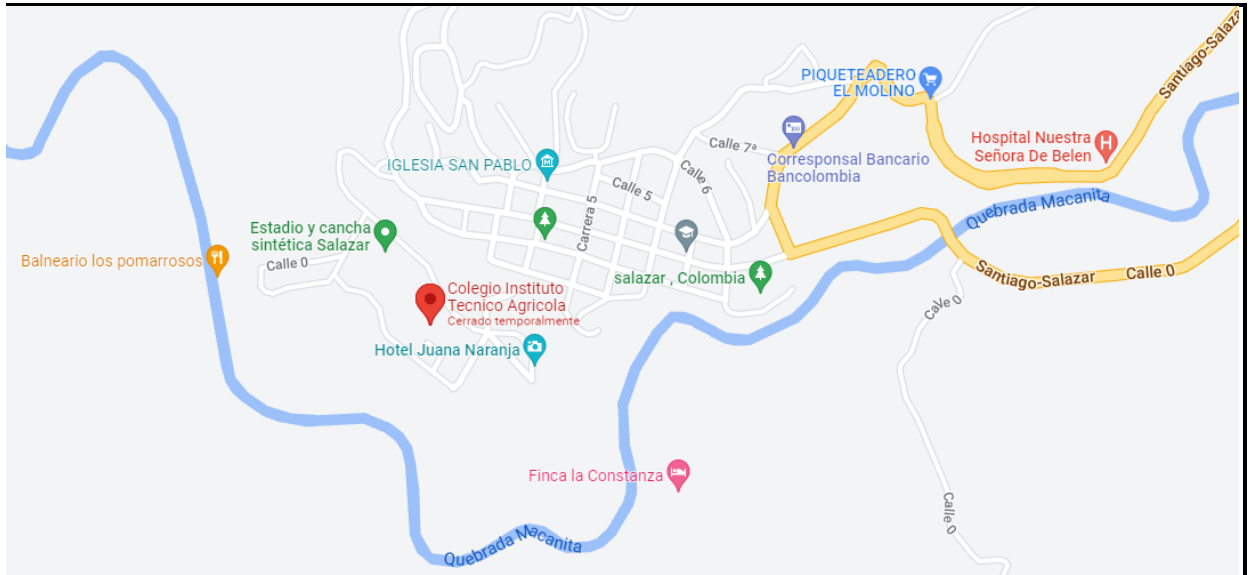 Santiago-Salaza
PIQUETEADERO
EL MOLINO
Hospital Nuestra
Señora De Belen
Calle 7ª
Corresponsal Bancario
Bancolombia
IGLESIA SAN PABLO
Calle 5
Calle 6
Carrera 5
Quebrada Macanita
Estadio y cancha
sintética Salazar
Calle 0
Balneario los pomarrosos
salazar , Colombia
Santiago-Salazar
Calle 0
Colegio Instituto
Tecnico Agricola
Cerrado temporalmente
Calle 0
Hotel Juana Naranja
Finca la Constanza
Calle 0
Quebrada Macanita